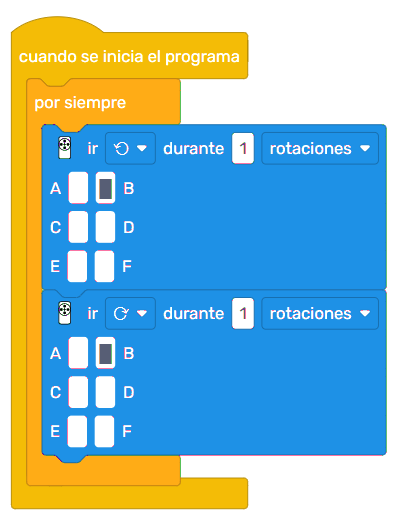 cuando se inicia el programa
por siempre
ir durante 1 rotaciones
A B
C D
E F
ir durante 1 rotaciones
A B
C D
E F